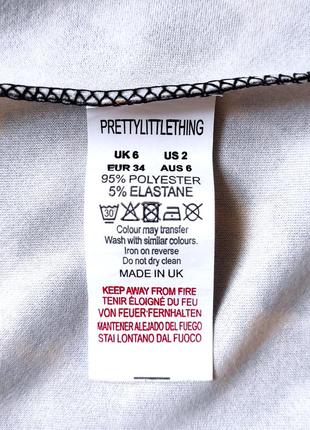 PRETTYLITTLETHING
UK 6 US 2
EUR 34 AUS 6
95% POLYESTER
5% ELASTANE
30
Colour may transfer
Wash with similar colours.
Iron on reverse
Do not dry clean
MADE IN UK
KEEP AWAY FROM FIRE
TENIR ÉLOIGNÉ DU FEU
VON FEUER-FERNHALTEN
MANTENER ALEJADO DEL FUEGO
STAI LONTANO DAL FUOCO